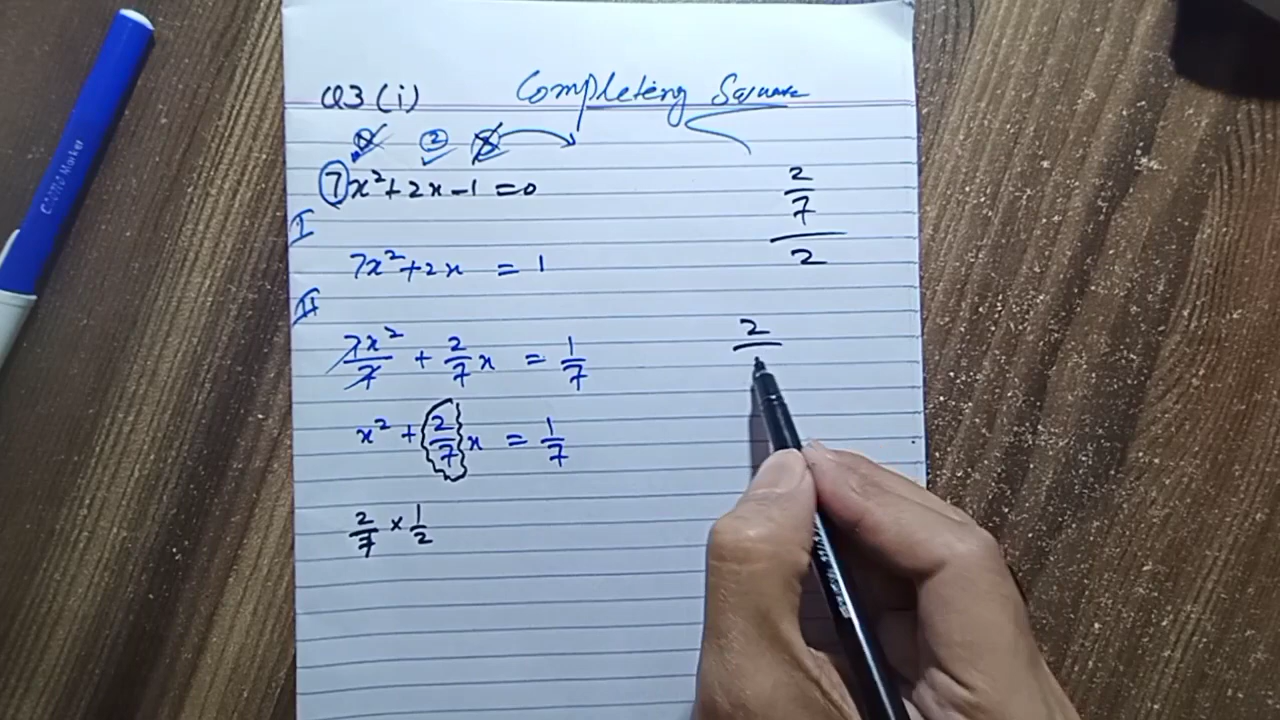 Q3 (i) Completing Square
② 
7x² + 2x - 1 = 0
I
7x² + 2x = 1
II
7x²/7 + 2/7 x = 1/7
x² + 2/7 x = 1/7
2/7 × 1/2
2/7
2
2